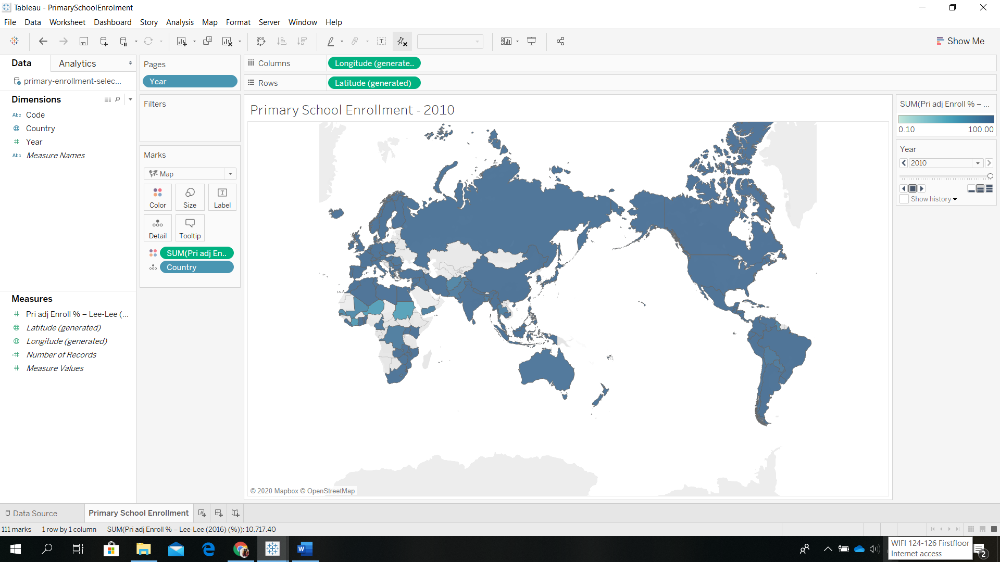 Tableau - PrimarySchoolEnrolment
File Data Worksheet Dashboard Story Analysis Map Format Server Window Help
Show Me
Data Analytics
primary-enrollment-selec...
Dimensions
Abc Code
Country
# Year
Abc Measure Names
Measures
# Pri adj Enroll % – Lee-Lee (...
Latitude (generated)
Longitude (generated)
=# Number of Records
# Measure Values
Pages
Year
Filters
Marks
Map
Color Size Label
Detail Tooltip
SUM(Pri adj En..
Country
Columns Longitude (generate..
Rows Latitude (generated)
Primary School Enrollment - 2010
© 2020 Mapbox © OpenStreetMap
SUM(Pri adj Enroll % – ...
0.10 100.00
Year
2010
Show history
Data Source Primary School Enrollment
111 marks 1 row by 1 column SUM(Pri adj Enroll % – Lee-Lee (2016) (%)): 10,717.40
WIFI 124-126 Firstfloor
Internet access
2